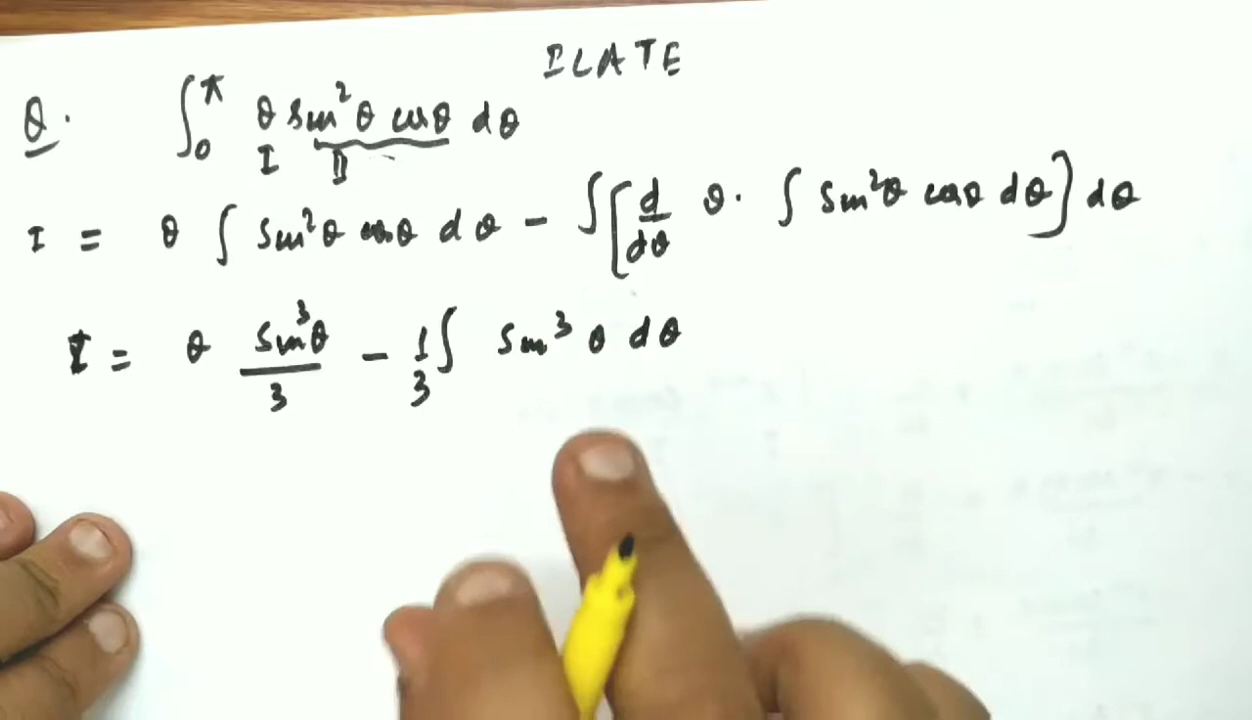 ILATE
Q. ∫₀^π θ sin²θ cosθ dθ
I II
I = θ ∫ sin²θ cosθ dθ - ∫[d/dθ θ · ∫ sin²θ cosθ dθ] dθ
I = θ sin³θ/3 - 1/3 ∫ sin³θ dθ